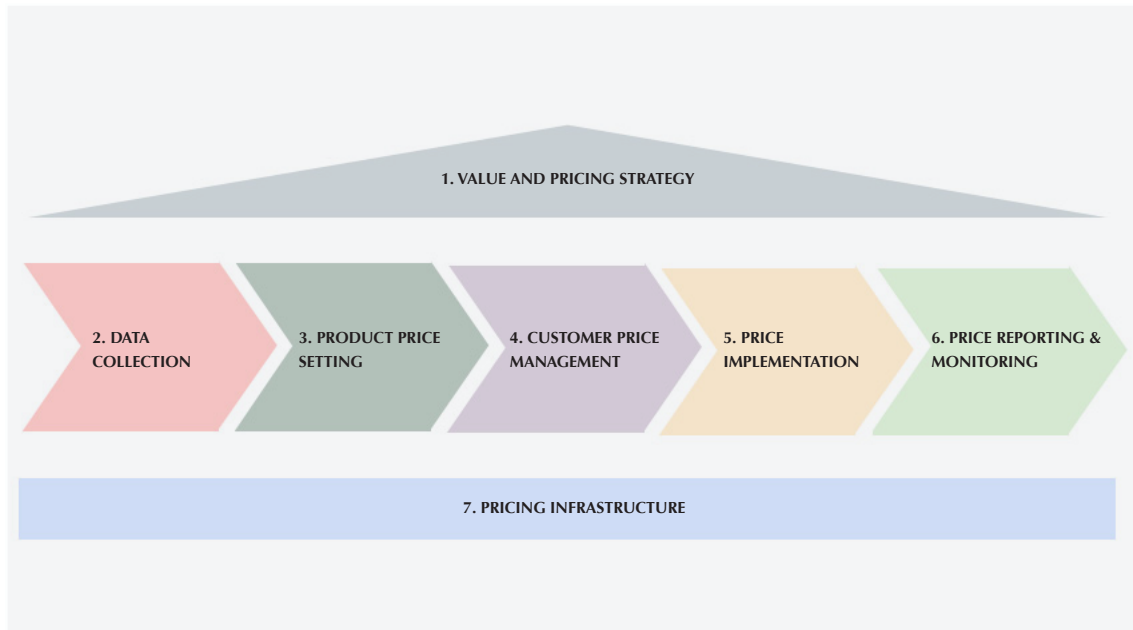 1. VALUE AND PRICING STRATEGY
2. DATA
COLLECTION
3. PRODUCT PRICE
SETTING
4. CUSTOMER PRICE
MANAGEMENT
5. PRICE
IMPLEMENTATION
6. PRICE REPORTING &
MONITORING
7. PRICING INFRASTRUCTURE